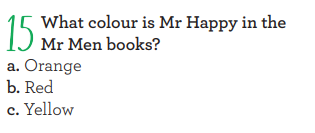 15 What colour is Mr Happy in the
Mr Men books?
a. Orange
b. Red
c. Yellow